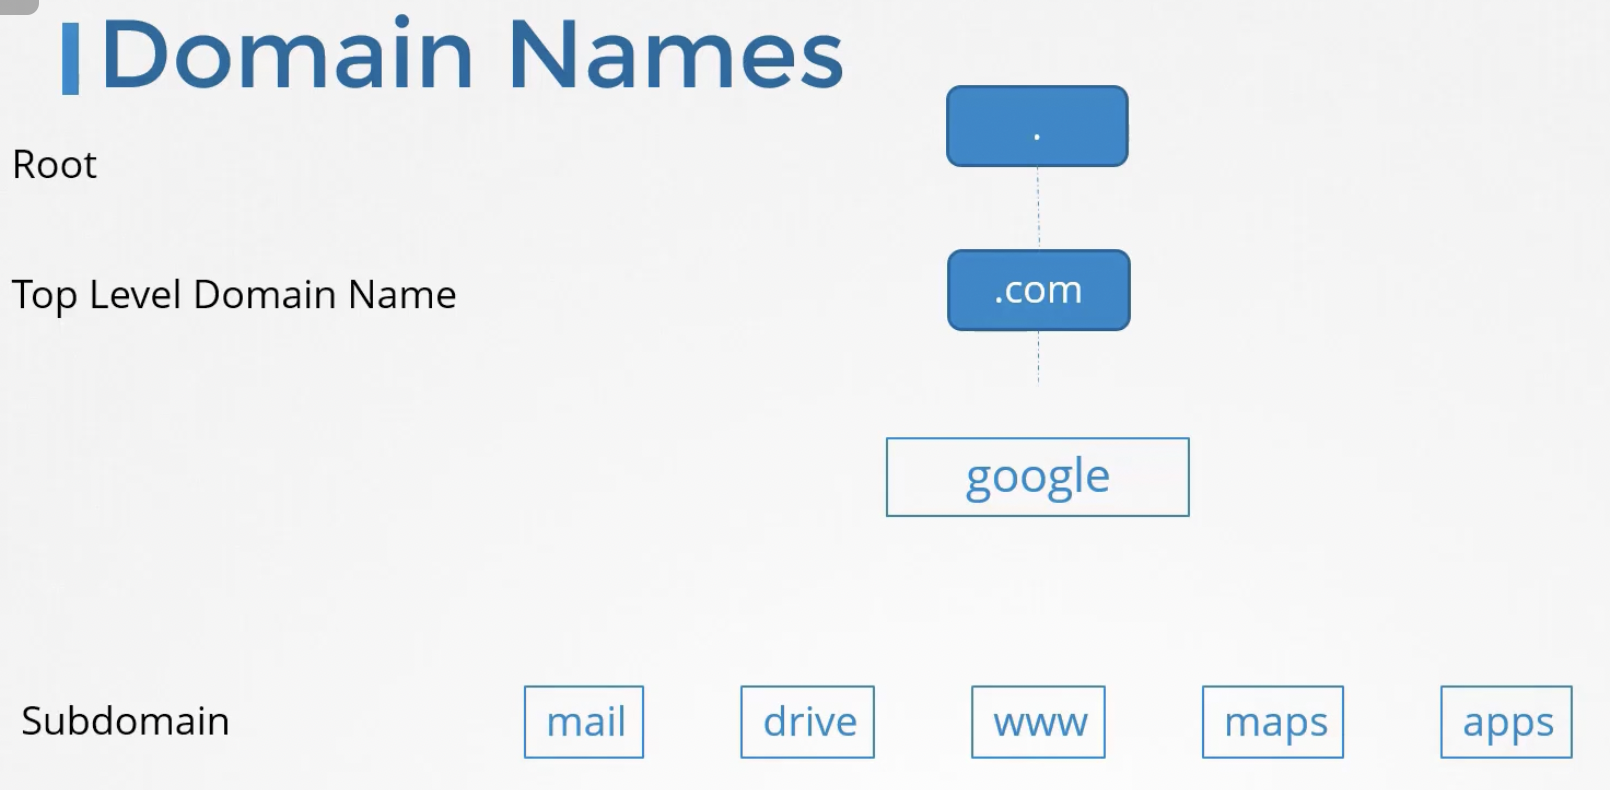 Domain Names
.
Root
.com
Top Level Domain Name
google
Subdomain
mail
drive
www
maps
apps